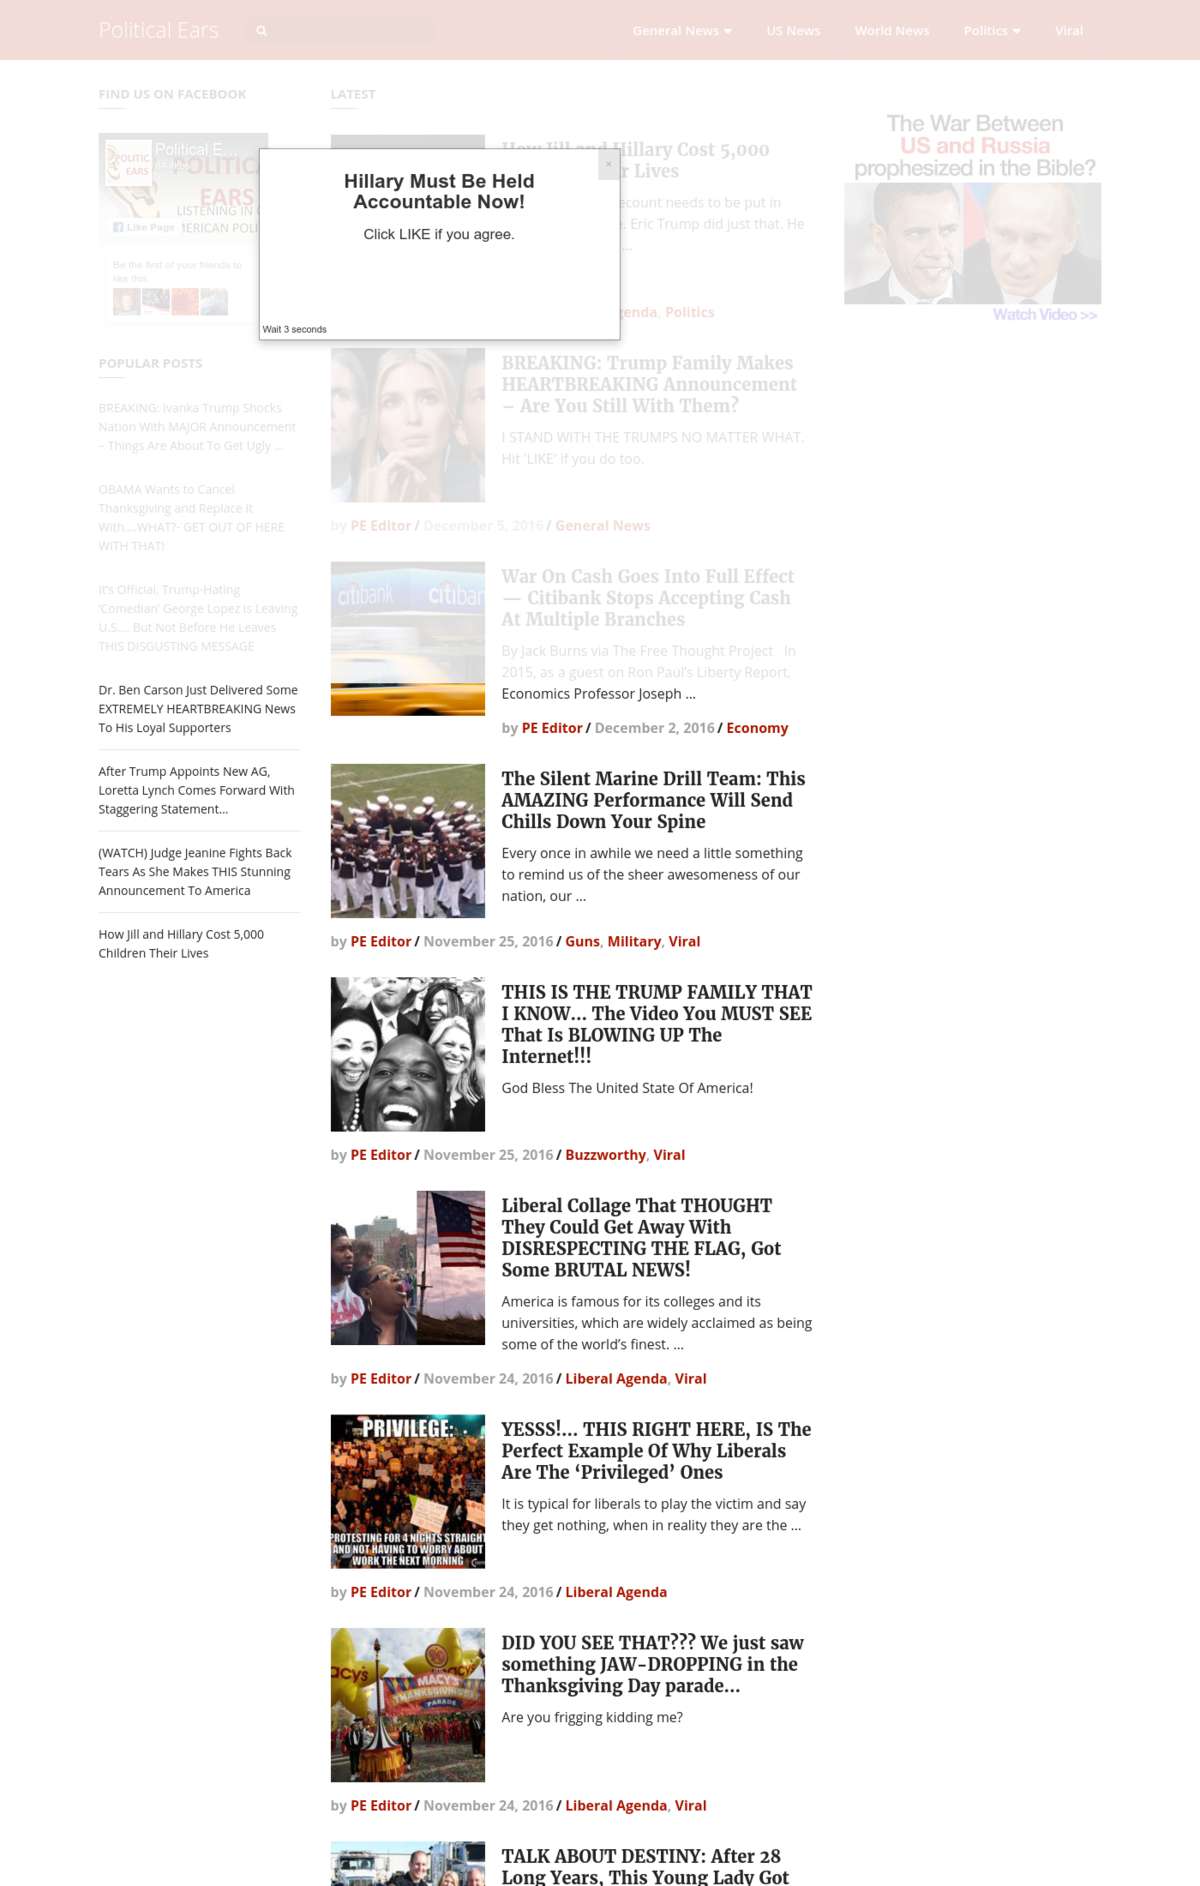 Political Ears
General News
US News
World News
Politics
Viral
FIND US ON FACEBOOK
Political E...
POLITIC
EARS
EARS
LISTENING IN
Like Page
BE the first of your friends to
like this
POPULAR POSTS
BREAKING: Ivanka Trump Shocks
Nation With MAJOR Announcement
– Things Are About To Get Ugly ...
OBAMA Wants to Cancel
Thanksgiving and Replace It
With....WHAT?- GET OUT OF HERE
WITH THAT!
It's Official, Trump-Hating
'Comedian' George Lopez is Leaving
U.S.... But Not Before He Leaves
THIS DISGUSTING MESSAGE
Dr. Ben Carson Just Delivered Some
EXTREMELY HEARTBREAKING News
To His Loyal Supporters
After Trump Appoints New AG,
Loretta Lynch Comes Forward With
Staggering Statement...
(WATCH) Judge Jeanine Fights Back
Tears As She Makes THIS Stunning
Announcement To America
How Jill and Hillary Cost 5,000
Children Their Lives
Hillary Must Be Held
Accountable Now!
Click LIKE if you agree.
Wait 3 seconds
×
LATEST
How Jill and Hillary Cost 5,000
Lives
recount needs to be put in
Eric Trump did just that. He
...
Politics
BREAKING: Trump Family Makes
HEARTBREAKING Announcement
– Are You Still With Them?
I STAND WITH THE TRUMPS NO MATTER WHAT.
Hit 'LIKE' if you do too.
by PE Editor / December 5, 2016 / General News
citibank citibank
War On Cash Goes Into Full Effect
— Citibank Stops Accepting Cash
At Multiple Branches
By Jack Burns via The Free Thought Project In
2015, as a guest on Ron Paul's Liberty Report,
Economics Professor Joseph ...
by PE Editor / December 2, 2016 / Economy
The Silent Marine Drill Team: This
AMAZING Performance Will Send
Chills Down Your Spine
Every once in awhile we need a little something
to remind us of the sheer awesomeness of our
nation, our ...
by PE Editor / November 25, 2016 / Guns, Military, Viral
THIS IS THE TRUMP FAMILY THAT
I KNOW... The Video You MUST SEE
That Is BLOWING UP The
Internet!!!
God Bless The United State Of America!
by PE Editor / November 25, 2016 / Buzzworthy, Viral
Liberal Collage That THOUGHT
They Could Get Away With
DISRESPECTING THE FLAG, Got
Some BRUTAL NEWS!
America is famous for its colleges and its
universities, which are widely acclaimed as being
some of the world's finest. ...
by PE Editor / November 24, 2016 / Liberal Agenda, Viral
PRIVILEGE:
PROTESTING FOR 4 NIGHTS STRAIGHT
AND NOT HAVING TO WORRY ABOUT
WORK THE NEXT MORNING
YESSS!... THIS RIGHT HERE, IS The
Perfect Example Of Why Liberals
Are The 'Privileged' Ones
It is typical for liberals to play the victim and say
they get nothing, when in reality they are the ...
by PE Editor / November 24, 2016 / Liberal Agenda
MACY'S
THANKSGIVING
PARADE
DID YOU SEE THAT??? We just saw
something JAW-DROPPING in the
Thanksgiving Day parade...
Are you frigging kidding me?
by PE Editor / November 24, 2016 / Liberal Agenda, Viral
TALK ABOUT DESTINY: After 28
Long Years, This Young Lady Got
The War Between
US and Russia
prophesized in the Bible?
Watch Video >>